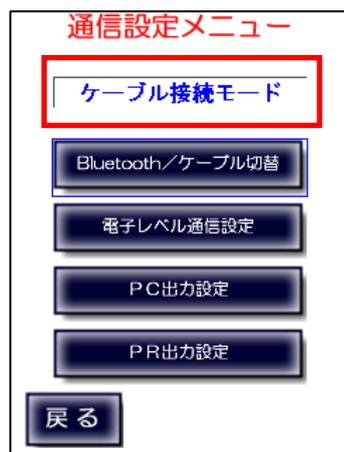 通信設定メニュー
ケーブル接続モード
Bluetooth／ケーブル切替
電子レベル通信設定
ＰＣ出力設定
ＰＲ出力設定
戻る